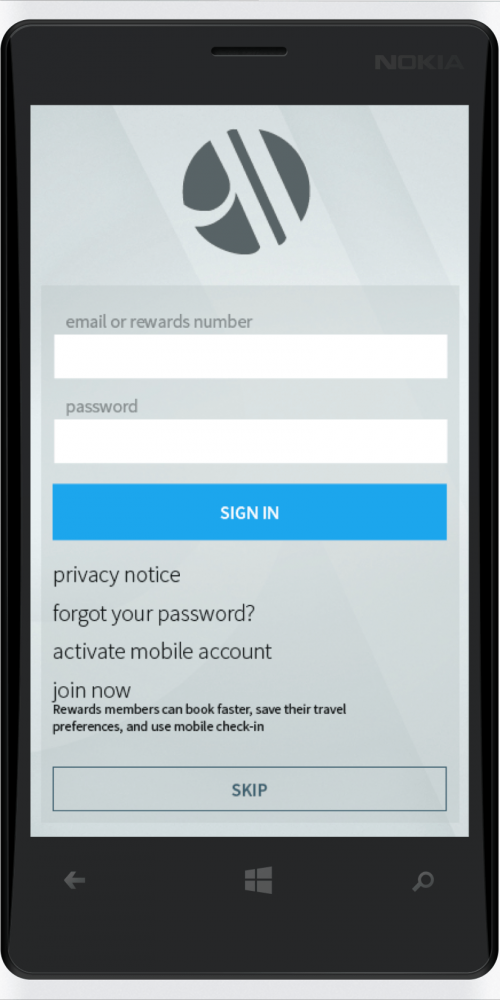 NOKIA
email or rewards number
password
SIGN IN
privacy notice
forgot your password?
activate mobile account
join now
Rewards members can book faster, save their travel
preferences, and use mobile check-in
SKIP